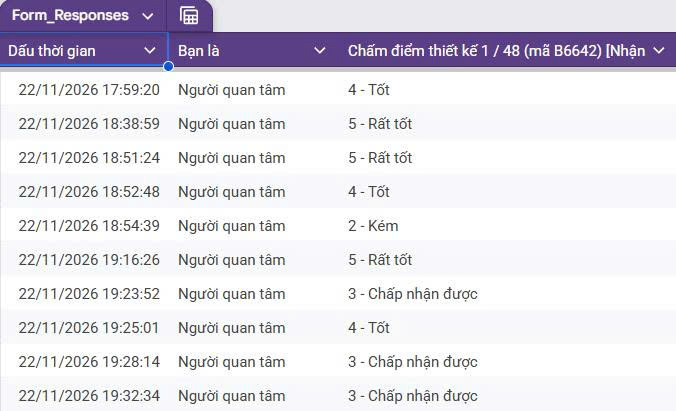 Form_Responses
Dấu thời gian Bạn là Chấm điểm thiết kế 1 / 48 (mã B6642) [Nhận
22/11/2026 17:59:20 Người quan tâm 4 - Tốt
22/11/2026 18:38:59 Người quan tâm 5 - Rất tốt
22/11/2026 18:51:24 Người quan tâm 5 - Rất tốt
22/11/2026 18:52:48 Người quan tâm 4 - Tốt
22/11/2026 18:54:39 Người quan tâm 2 - Kém
22/11/2026 19:16:26 Người quan tâm 5 - Rất tốt
22/11/2026 19:23:52 Người quan tâm 3 - Chấp nhận được
22/11/2026 19:25:01 Người quan tâm 4 - Tốt
22/11/2026 19:28:14 Người quan tâm 3 - Chấp nhận được
22/11/2026 19:32:34 Người quan tâm 3 - Chấp nhận được